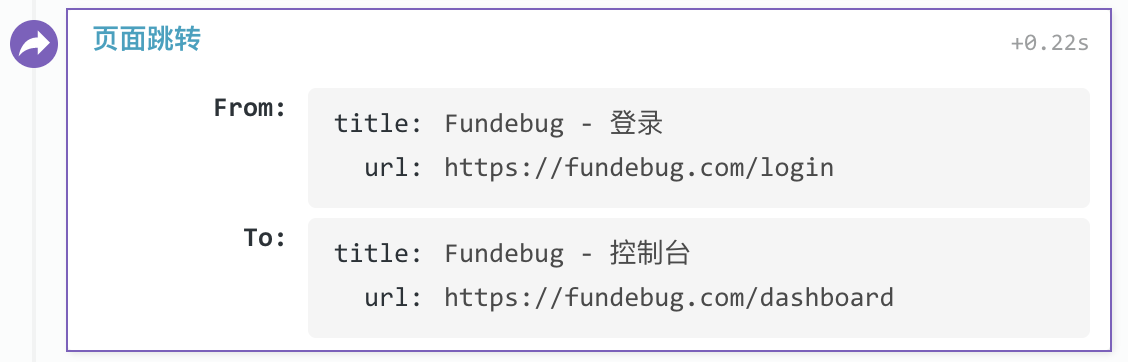 页面跳转 +0.22s
From:
title: Fundebug - 登录
url: https://fundebug.com/login
To:
title: Fundebug - 控制台
url: https://fundebug.com/dashboard